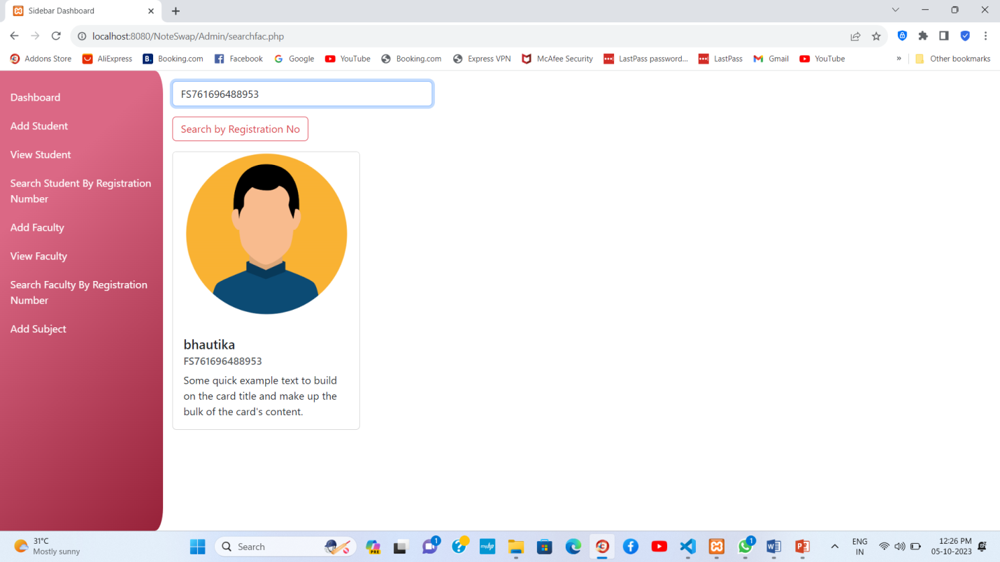 Sidebar Dashboard
localhost:8080/NoteSwap/Admin/searchfac.php
Addons Store AliExpress B. Booking.com Facebook Google YouTube Booking.com Express VPN McAfee Security LastPass password... LastPass Gmail YouTube » Other bookmarks
Dashboard
Add Student
View Student
Search Student By Registration
Number
Add Faculty
View Faculty
Search Faculty By Registration
Number
Add Subject
FS761696488953
Search by Registration No
bhautika
FS761696488953
Some quick example text to build
on the card title and make up the
bulk of the card's content.
31°C
Mostly sunny
Search
PRE
1
myhp
1
ENG
IN
12:26 PM
05-10-2023